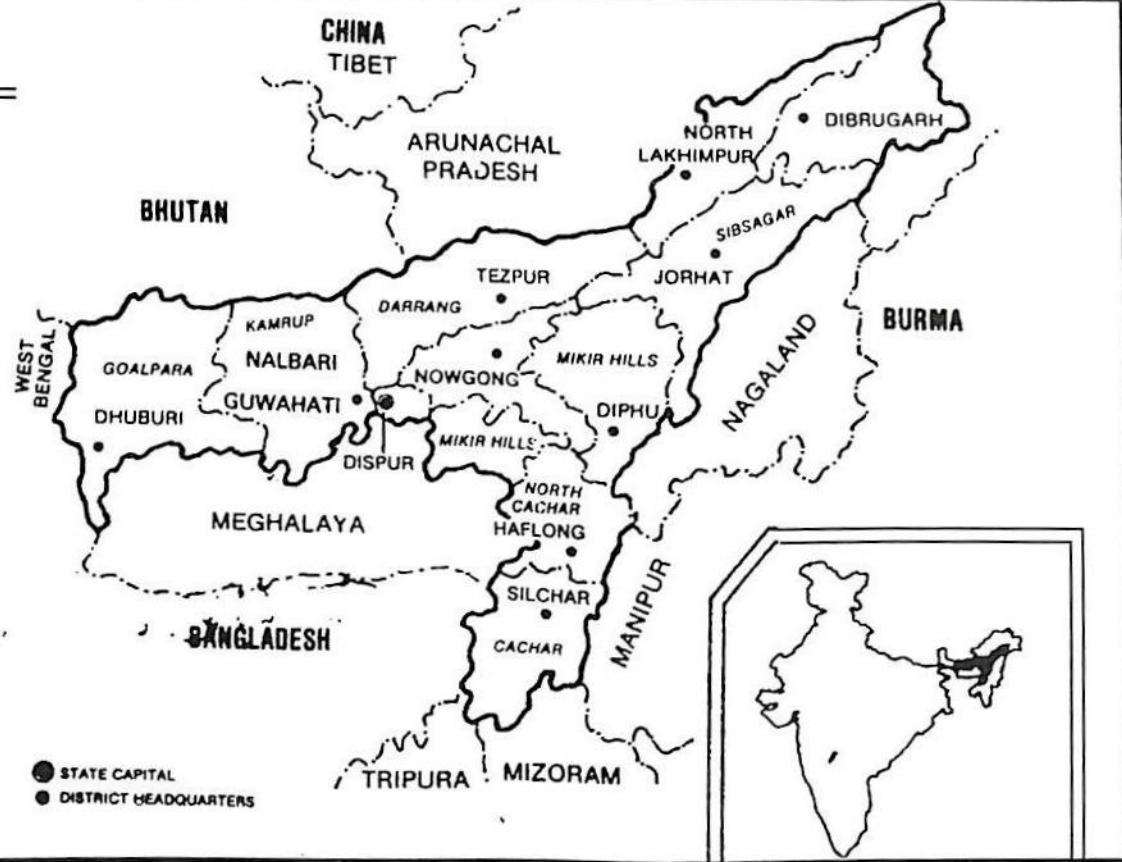 CHINA
TIBET
ARUNACHAL
PRADESH
BHUTAN
NORTH
LAKHIMPUR
DIBRUGARH
SIBSAGAR
JORHAT
TEZPUR
DARRANG
KAMRUP
NALBARI
GOALPARA
WEST
BENGAL
DHUBURI
GUWAHATI
DISPUR
NOWGONG
MIKIR HILLS
DIPHU
MIKIR HILLS
NAGALAND
BURMA
NORTH
CACHAR
HAFLONG
MEGHALAYA
SILCHAR
CACHAR
MANIPUR
BANGLADESH
TRIPURA
MIZORAM
STATE CAPITAL
DISTRICT HEADQUARTERS